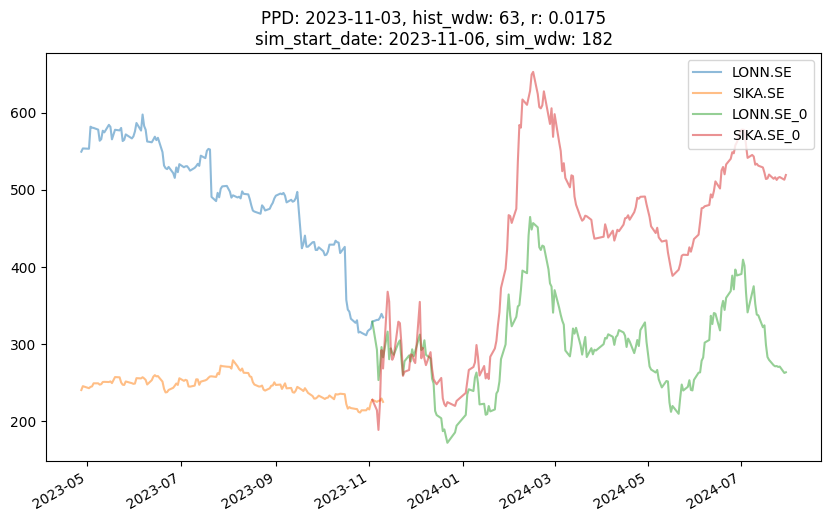 PPD: 2023-11-03, hist_wdw: 63, r: 0.0175
sim_start_date: 2023-11-06, sim_wdw: 182
LONN.SE
SIKA.SE
LONN.SE_0
SIKA.SE_0
600
500
400
300
200
2023-05
2023-07
2023-09
2023-11
2024-01
2024-03
2024-05
2024-07